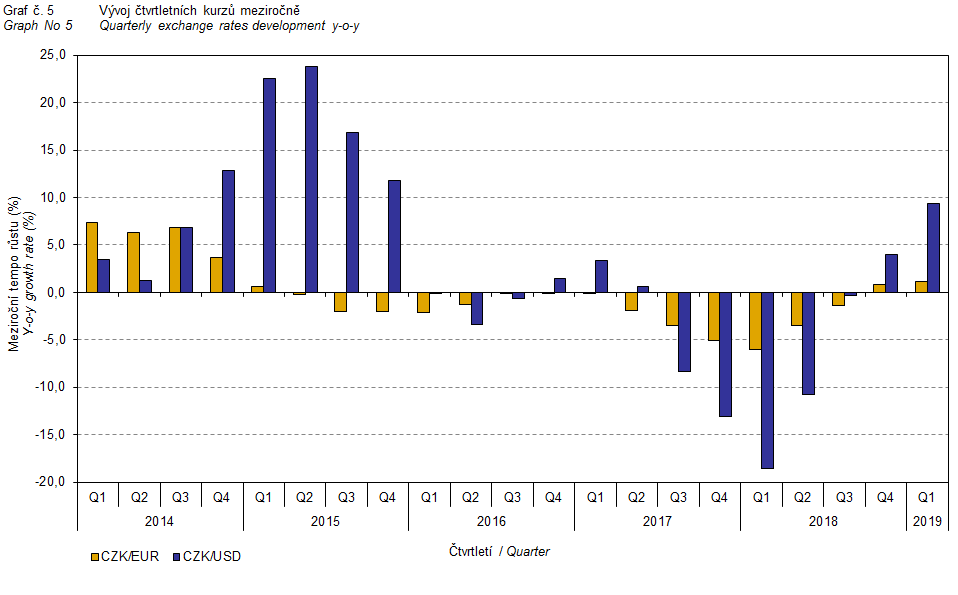 Graf č. 5 Vývoj čtvrtletních kurzů meziročně
Graph No 5 Quarterly exchange rates development y-o-y
Meziroční tempo růstu (%)
Y-o-y growth rate (%)
25,0
20,0
15,0
10,0
5,0
0,0
-5,0
-10,0
-15,0
-20,0
Q1 Q2 Q3 Q4 Q1 Q2 Q3 Q4 Q1 Q2 Q3 Q4 Q1 Q2 Q3 Q4 Q1 Q2 Q3 Q4 Q1
2014 2015 2016 2017 2018 2019
Čtvrtletí / Quarter
CZK/EUR CZK/USD